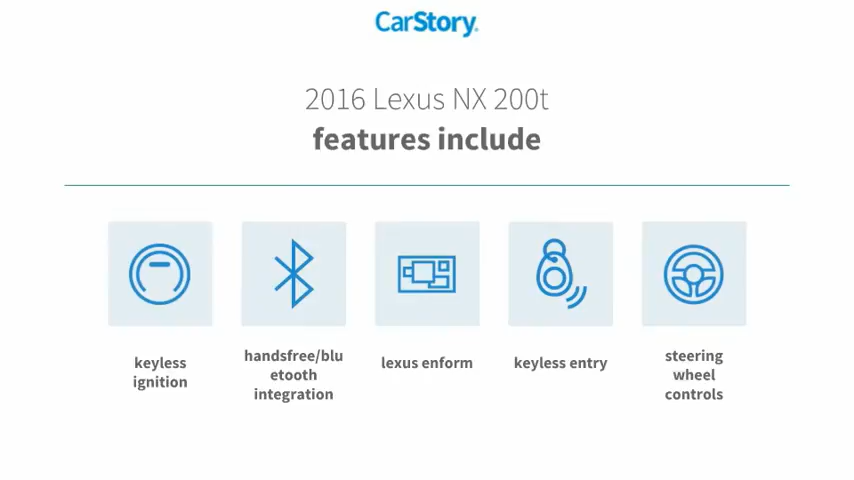 CarStory
2016 Lexus NX 200t
features include
keyless
ignition
handsfree/blu
etooth
integration
lexus enform
keyless entry
steering
wheel
controls